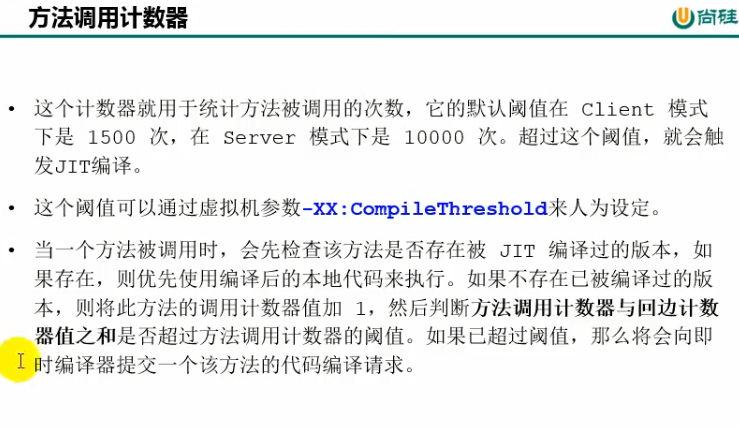 方法调用计数器
尚硅
• 这个计数器就用于统计方法被调用的次数，它的默认阈值在 Client 模式
下是 1500 次，在 Server 模式下是 10000 次。超过这个阈值，就会触
发JIT编译。
• 这个阈值可以通过虚拟机参数-XX:CompileThreshold来人为设定。
• 当一个方法被调用时，会先检查该方法是否存在被 JIT 编译过的版本，如
果存在，则优先使用编译后的本地代码来执行。如果不存在已被编译过的版
本，则将此方法的调用计数器值加 1，然后判断方法调用计数器与回边计数
器值之和是否超过方法调用计数器的阈值。如果已超过阈值，那么将会向即
时编译器提交一个该方法的代码编译请求。